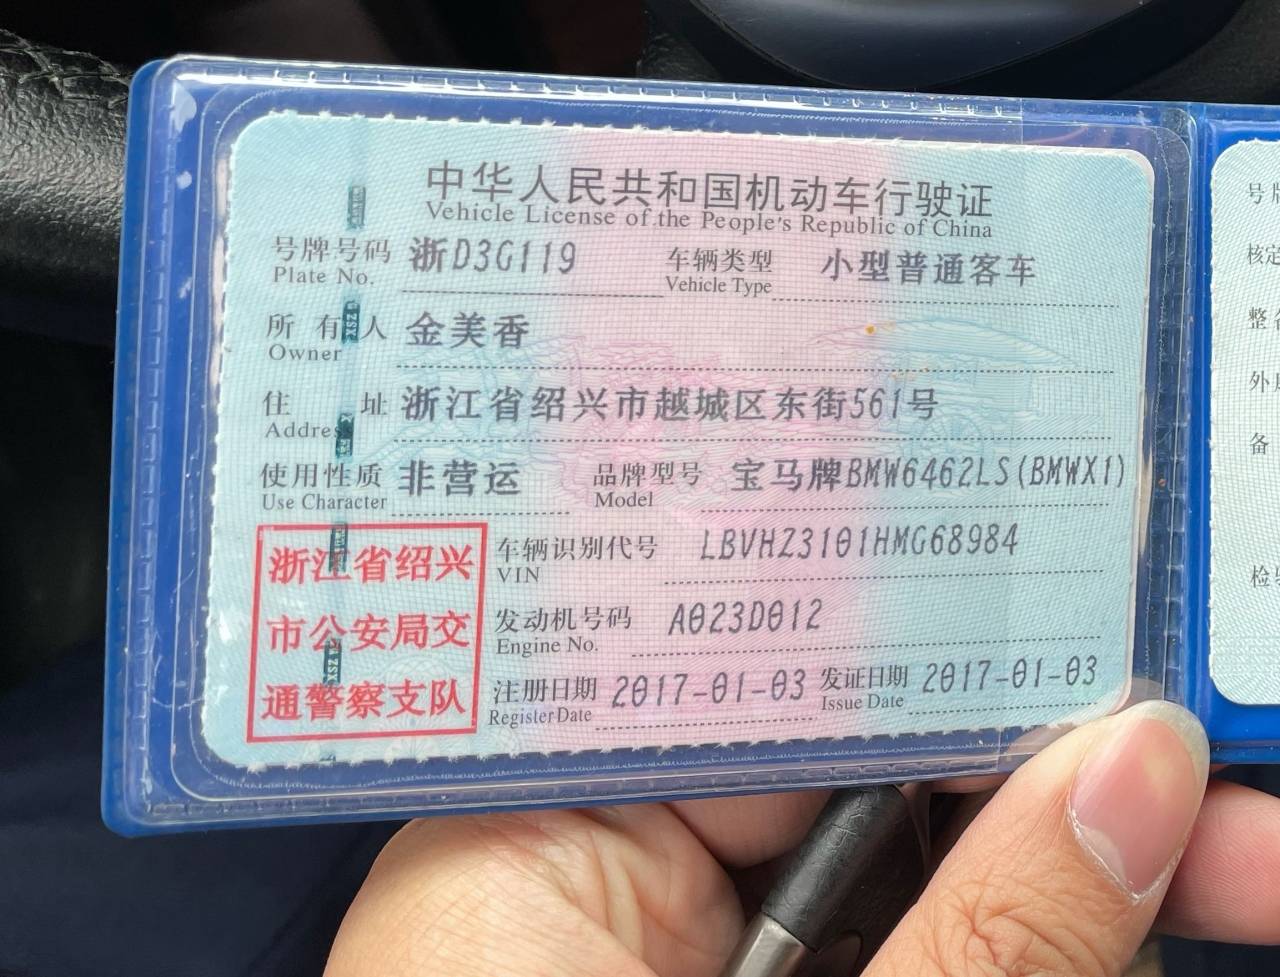 中华人民共和国机动车行驶证
Vehicle License of the People's Republic of China
号牌号码 浙D3G119 车辆类型 小型普通客车
Plate No. Vehicle Type
所有人 金美香
Owner
住址 浙江省绍兴市越城区东街561号
Address
使用性质 非营运 品牌型号 宝马牌BMW6462LS(BMWX1)
Use Character Model
浙江省绍兴
市公安局交
通警察支队
车辆识别代号 LBVHZ3101HMG68984
VIN
发动机号码 A023D012
Engine No.
注册日期 2017-01-03 发证日期 2017-01-03
Register Date Issue Date
号
核定
整
外
备
检